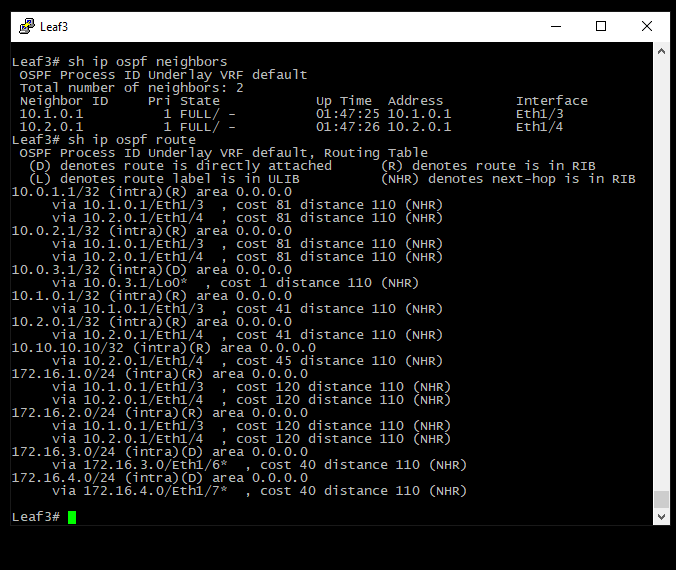 Leaf3
Leaf3# sh ip ospf neighbors
 OSPF Process ID Underlay VRF default
 Total number of neighbors: 2
 Neighbor ID     Pri State            Up Time  Address         Interface
 10.1.0.1          1 FULL/ -          01:47:25 10.1.0.1        Eth1/3
 10.2.0.1          1 FULL/ -          01:47:26 10.2.0.1        Eth1/4
Leaf3# sh ip ospf route
 OSPF Process ID Underlay VRF default, Routing Table
  (D) denotes route is directly attached      (R) denotes route is in RIB
  (L) denotes route label is in ULIB          (NHR) denotes next-hop is in RIB
10.0.1.1/32 (intra)(R) area 0.0.0.0
     via 10.1.0.1/Eth1/3  , cost 81 distance 110 (NHR)
     via 10.2.0.1/Eth1/4  , cost 81 distance 110 (NHR)
10.0.2.1/32 (intra)(R) area 0.0.0.0
     via 10.1.0.1/Eth1/3  , cost 81 distance 110 (NHR)
     via 10.2.0.1/Eth1/4  , cost 81 distance 110 (NHR)
10.0.3.1/32 (intra)(D) area 0.0.0.0
     via 10.0.3.1/Lo0*  , cost 1 distance 110 (NHR)
10.1.0.1/32 (intra)(R) area 0.0.0.0
     via 10.1.0.1/Eth1/3  , cost 41 distance 110 (NHR)
10.2.0.1/32 (intra)(R) area 0.0.0.0
     via 10.2.0.1/Eth1/4  , cost 41 distance 110 (NHR)
10.10.10.10/32 (intra)(R) area 0.0.0.0
     via 10.2.0.1/Eth1/4  , cost 45 distance 110 (NHR)
172.16.1.0/24 (intra)(R) area 0.0.0.0
     via 10.1.0.1/Eth1/3  , cost 120 distance 110 (NHR)
     via 10.2.0.1/Eth1/4  , cost 120 distance 110 (NHR)
172.16.2.0/24 (intra)(R) area 0.0.0.0
     via 10.1.0.1/Eth1/3  , cost 120 distance 110 (NHR)
     via 10.2.0.1/Eth1/4  , cost 120 distance 110 (NHR)
172.16.3.0/24 (intra)(D) area 0.0.0.0
     via 172.16.3.0/Eth1/6*  , cost 40 distance 110 (NHR)
172.16.4.0/24 (intra)(D) area 0.0.0.0
     via 172.16.4.0/Eth1/7*  , cost 40 distance 110 (NHR)
Leaf3#